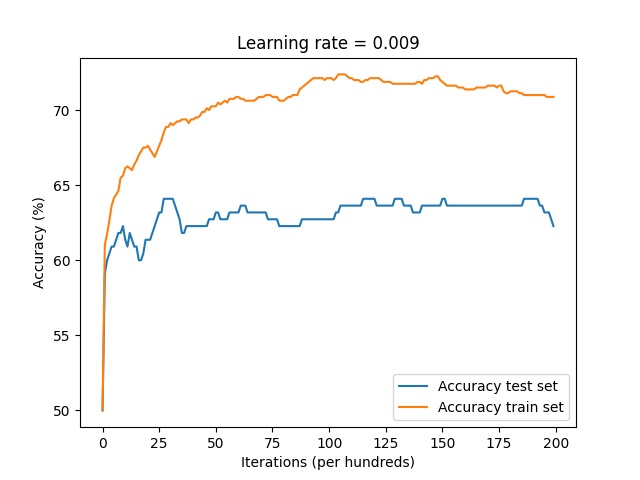 Learning rate = 0.009
Accuracy (%)
70
65
60
55
50
0 25 50 75 100 125 150 175 200
Iterations (per hundreds)
Accuracy test set
Accuracy train set